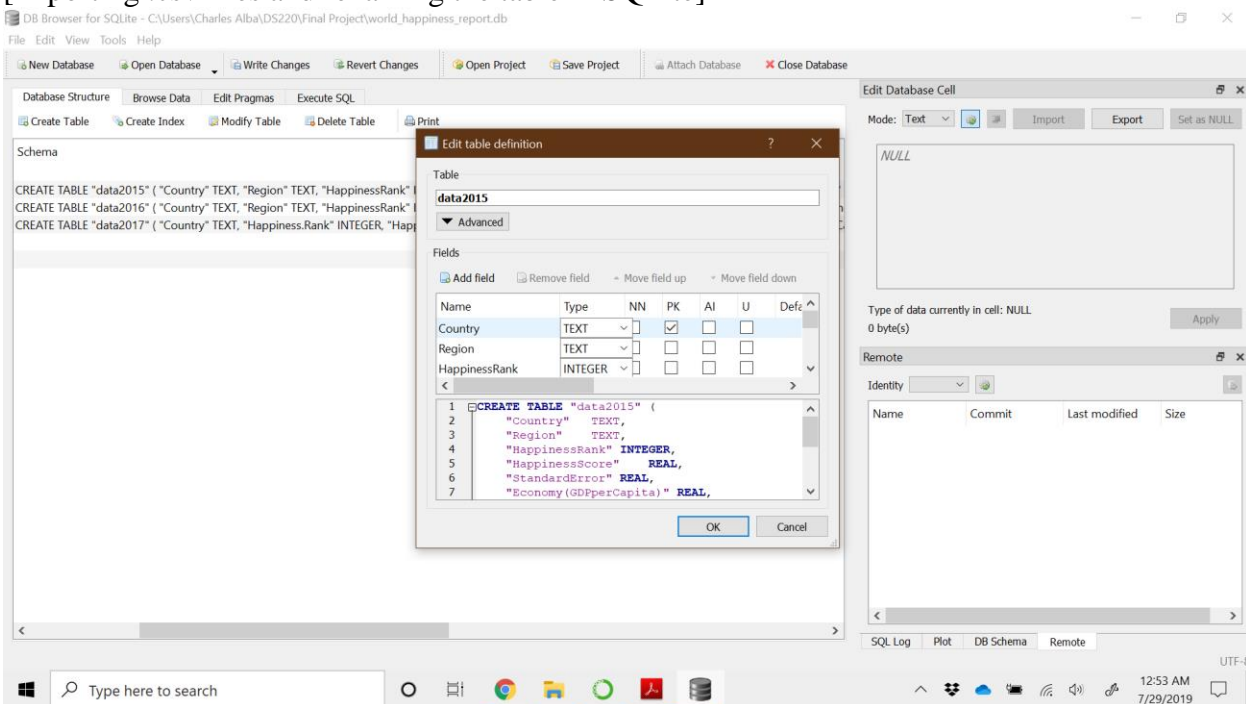 DB Browser for SQLite - C:\Users\Charles Alba\DS220\Final Project\world_happiness_report.db
File Edit View Tools Help
New Database Open Database Write Changes Revert Changes Open Project Save Project Attach Database Close Database
Database Structure Browse Data Edit Pragmas Execute SQL
Create Table Create Index Modify Table Delete Table Print
Schema
CREATE TABLE "data2015" ( "Country" TEXT, "Region" TEXT, "HappinessRank"
CREATE TABLE "data2016" ( "Country" TEXT, "Region" TEXT, "HappinessRank"
CREATE TABLE "data2017" ( "Country" TEXT, "Happiness.Rank" INTEGER, "Happ
Edit table definition ? ×
Table
data2015
Advanced
Fields
Add field Remove field Move field up Move field down
Name Type NN PK AI U Defa
Country TEXT
Region TEXT
HappinessRank INTEGER
1 CREATE TABLE "data2015" (
2 "Country" TEXT,
3 "Region" TEXT,
4 "HappinessRank" INTEGER,
5 "HappinessScore" REAL,
6 "StandardError" REAL,
7 "Economy(GDPperCapita)" REAL,
OK Cancel
Edit Database Cell
Mode: Text Import Export Set as NULL
NULL
Type of data currently in cell: NULL
0 byte(s)
Apply
Remote
Identity
Name Commit Last modified Size
SQL Log Plot DB Schema Remote
UTF-
Type here to search
12:53 AM
7/29/2019